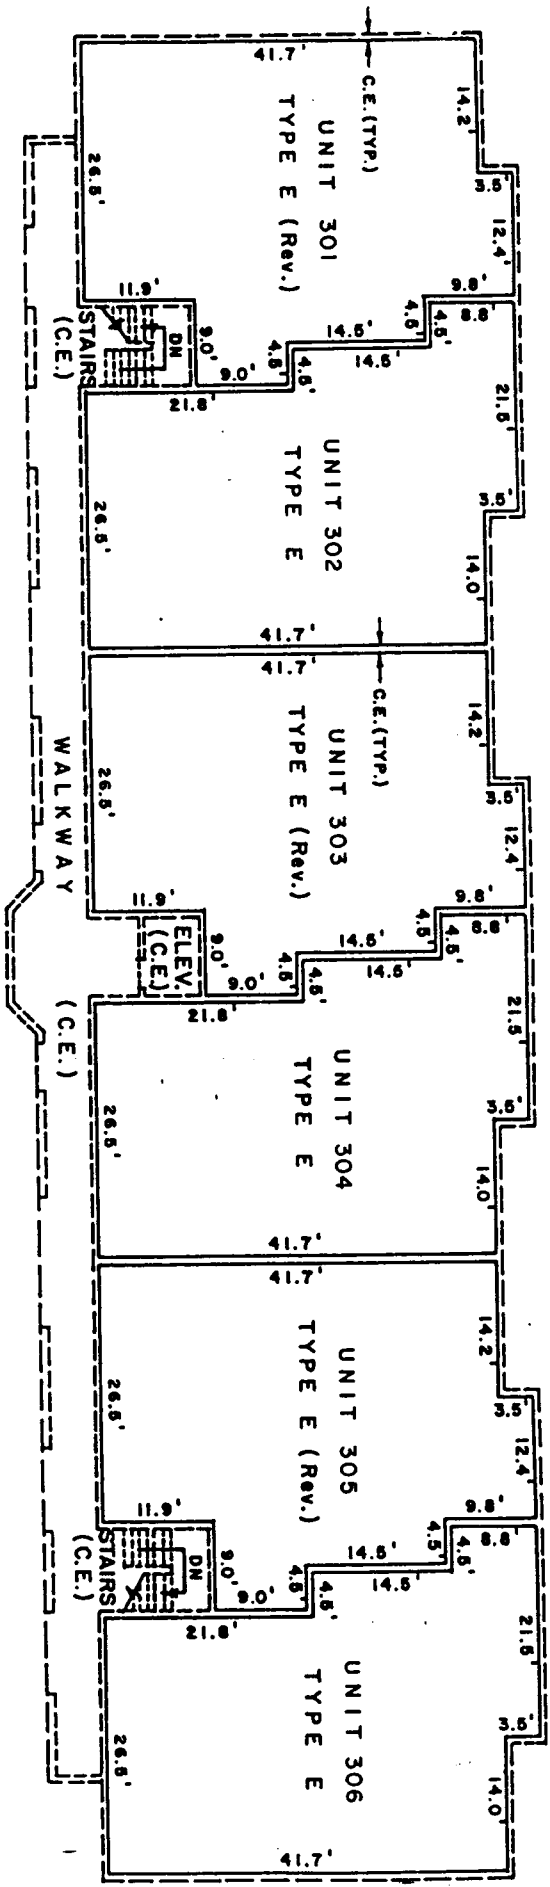 41.7'
C.E.(TYP.)
14.2'
3.5'
12.4'
UNIT 301
TYPE E (Rev.)
26.5'
11.9'
9.0'
9.0'
4.5'
14.5'
4.5'
9.8'
STAIRS
(C.E.)
DN
21.8'
4.5'
14.5'
4.5'
8.8'
21.5'
3.5'
14.0'
UNIT 302
TYPE E
26.5'
41.7'
41.7'
C.E.(TYP.)
14.2'
3.5'
12.4'
UNIT 303
TYPE E (Rev.)
26.5'
11.9'
9.0'
9.0'
4.5'
14.5'
4.5'
9.8'
WALKWAY
(C.E.)
ELEV.
(C.E.)
21.8'
4.5'
14.5'
4.5'
8.8'
21.5'
3.5'
14.0'
UNIT 304
TYPE E
26.5'
41.7'
41.7'
14.2'
3.5'
12.4'
UNIT 305
TYPE E (Rev.)
26.5'
11.9'
9.0'
9.0'
4.5'
14.5'
4.5'
9.8'
STAIRS
(C.E.)
DN
21.8'
4.5'
14.5'
4.5'
8.8'
21.5'
3.5'
14.0'
UNIT 306
TYPE E
26.5'
41.7'